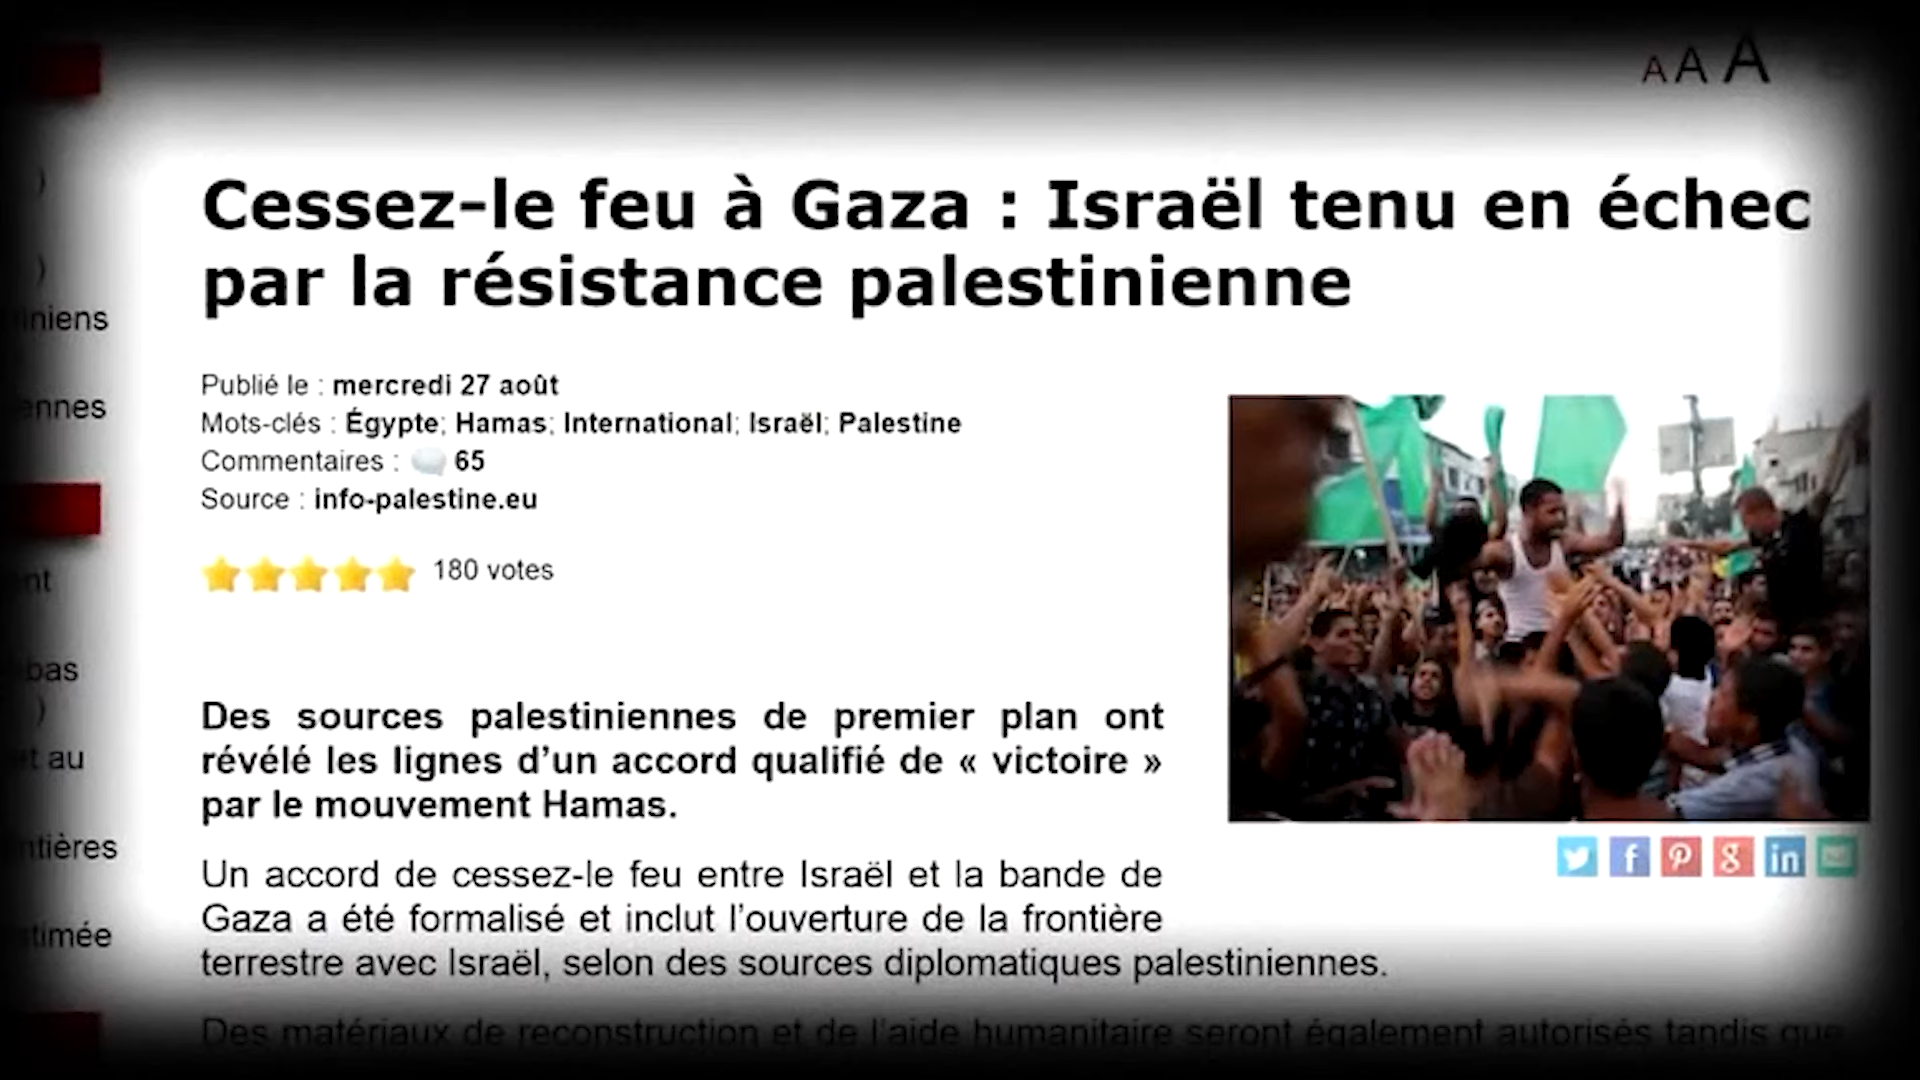 A A A
Cessez-le feu à Gaza : Israël tenu en échec
par la résistance palestinienne
Publié le : mercredi 27 août
Mots-clés : Égypte; Hamas; International; Israël; Palestine
Commentaires : 65
Source : info-palestine.eu
180 votes
Des sources palestiniennes de premier plan ont
révélé les lignes d’un accord qualifié de « victoire »
par le mouvement Hamas.
Un accord de cessez-le feu entre Israël et la bande de
Gaza a été formalisé et inclut l’ouverture de la frontière
terrestre avec Israël, selon des sources diplomatiques palestiniennes.
Des matériaux de reconstruction et de l’aide humanitaire seront également autorisés tandis que
)
)
au